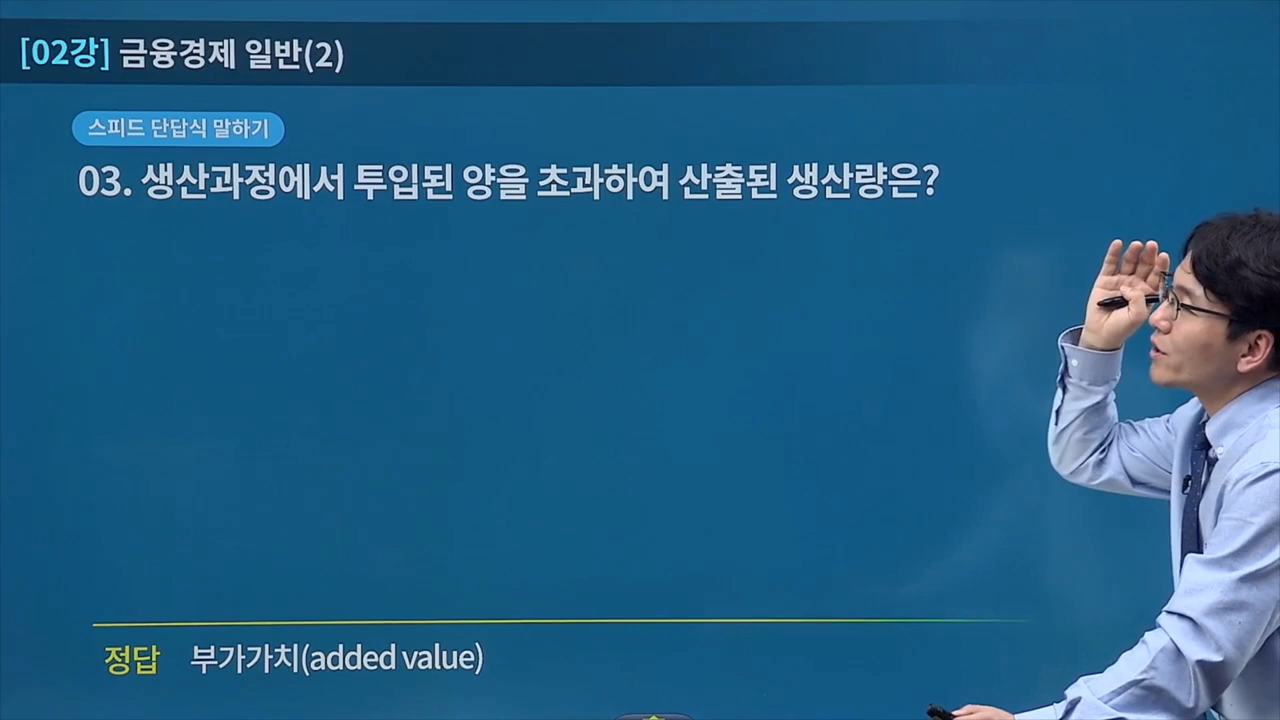 [02강] 금융경제 일반(2)
스피드 단답식 말하기
03. 생산과정에서 투입된 양을 초과하여 산출된 생산량은?
정답 부가가치(added value)